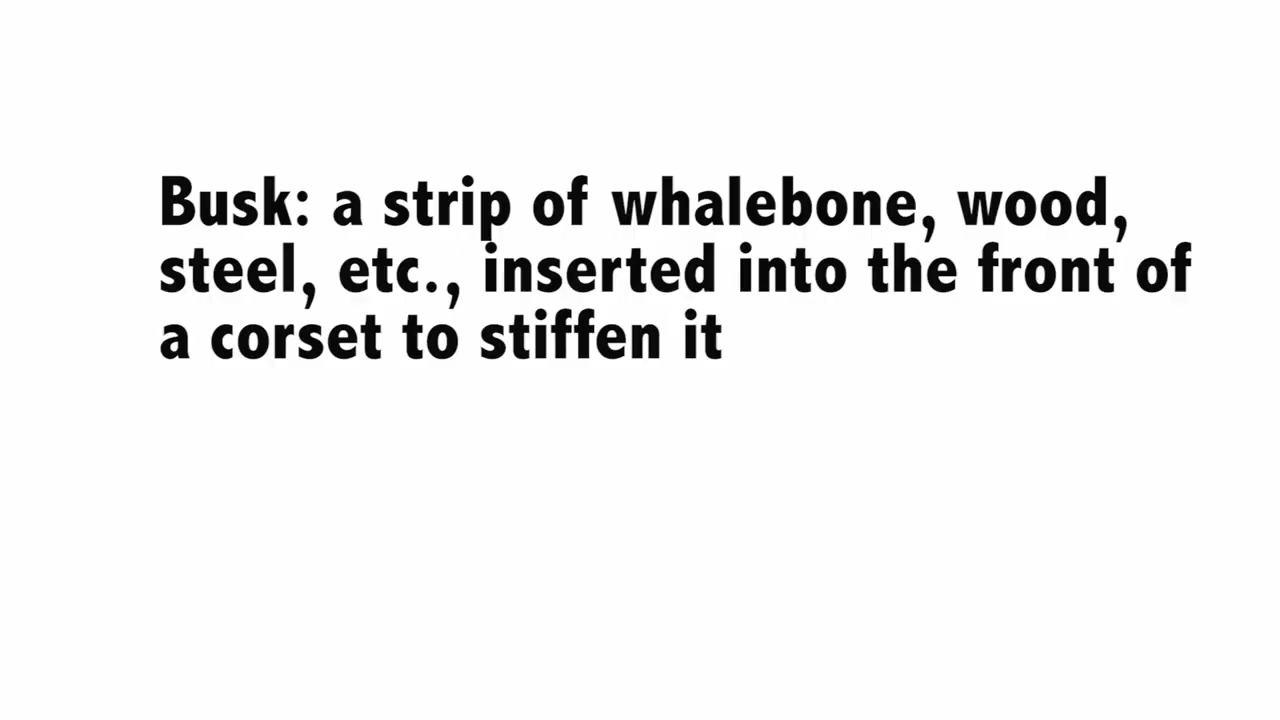 Busk: a strip of whalebone, wood,
steel, etc., inserted into the front of
a corset to stiffen it